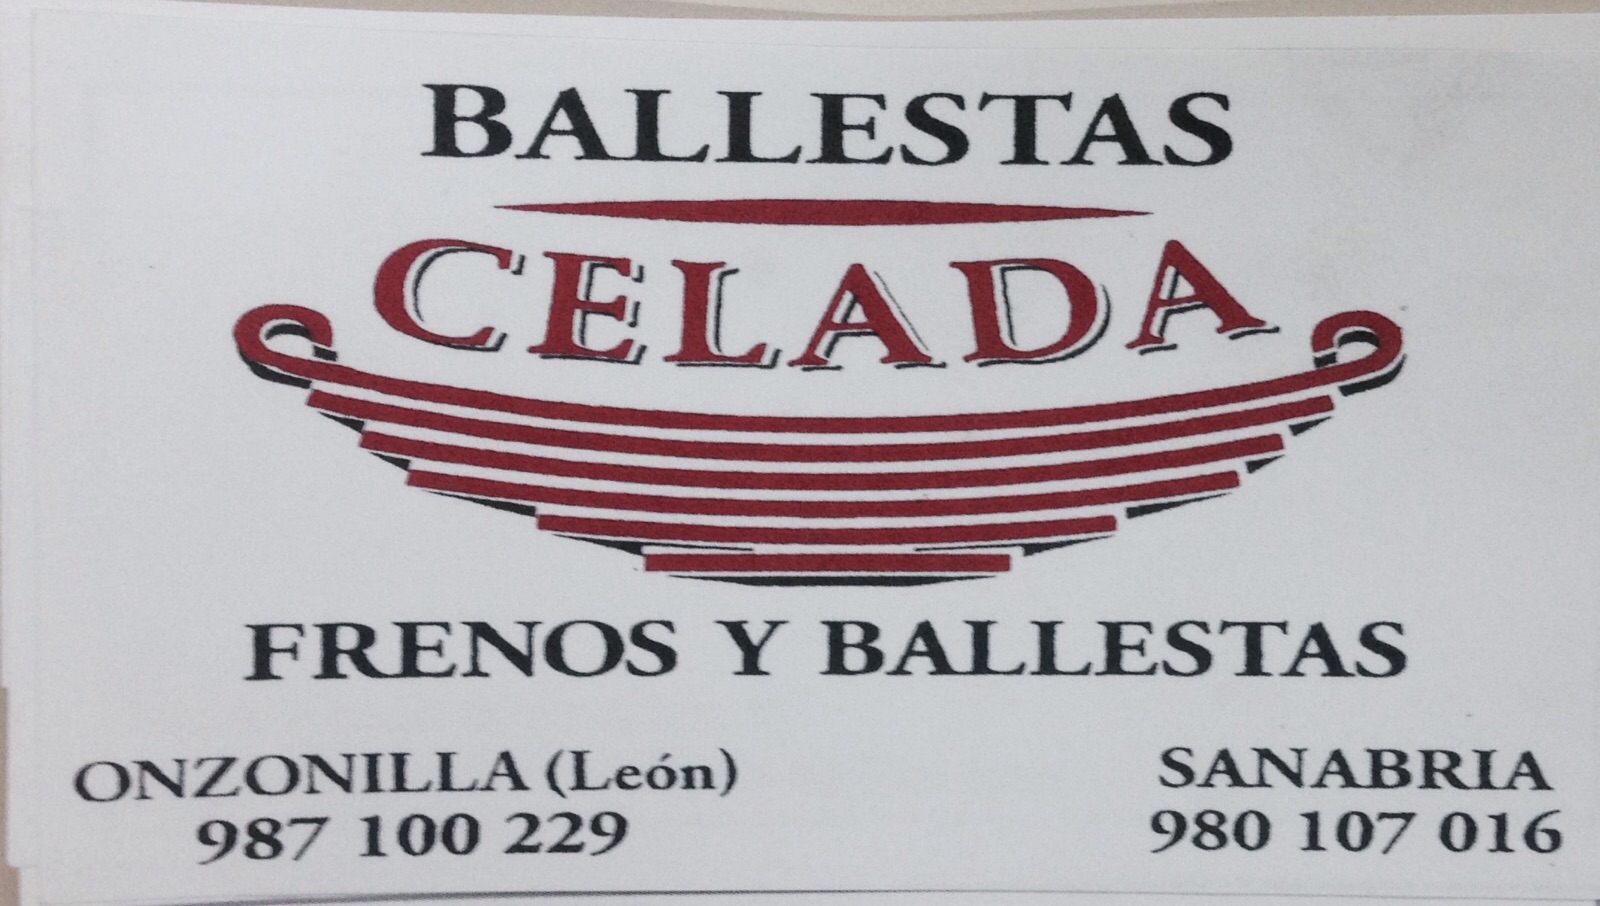 BALLESTAS
CELADA
FRENOS Y BALLESTAS
ONZONILLA (León)
987 100 229
SANABRIA
980 107 016